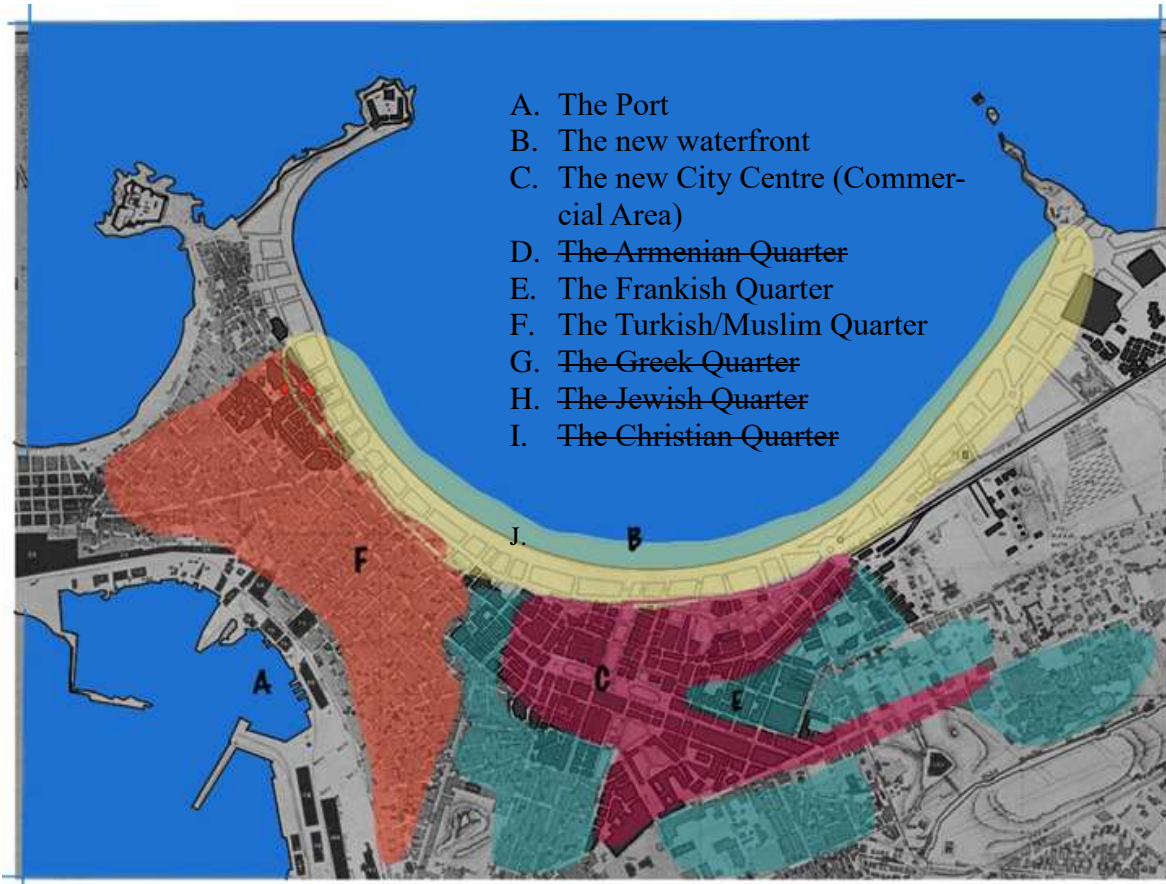 A. The Port
B. The new waterfront
C. The new City Centre (Commer-
cial Area)
D. The Armenian Quarter
E. The Frankish Quarter
F. The Turkish/Muslim Quarter
G. The Greek Quarter
H. The Jewish Quarter
I. The Christian Quarter
J.
B
F
C
A
E